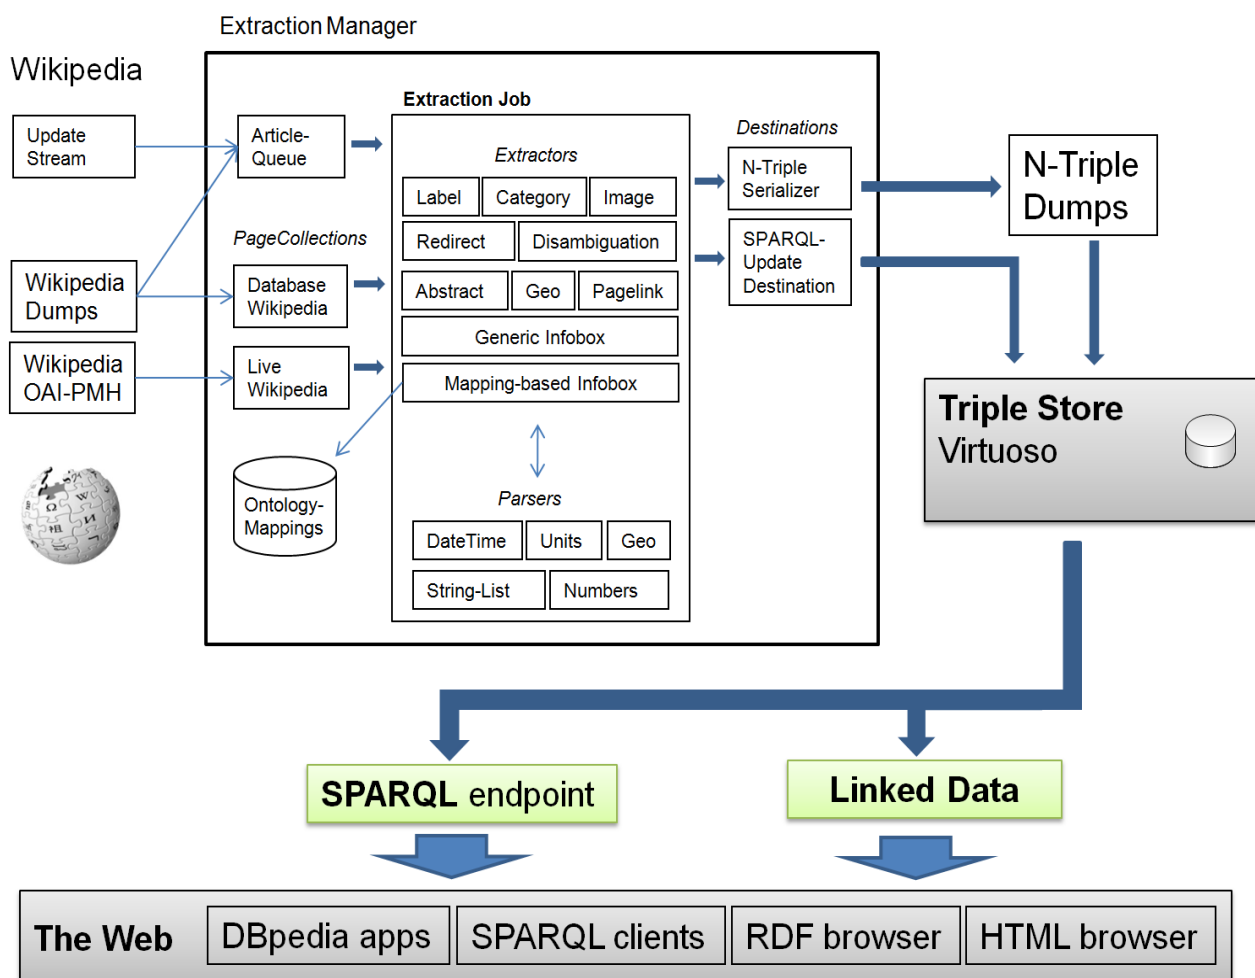 Extraction Manager
Wikipedia
Update
Stream
Wikipedia
Dumps
Wikipedia
OAI-PMH
Article-
Queue
PageCollections
Database
Wikipedia
Live
Wikipedia
Ontology-
Mappings
Extraction Job
Extractors
Label
Category
Image
Redirect
Disambiguation
Abstract
Geo
Pagelink
Generic Infobox
Mapping-based Infobox
Parsers
DateTime
Units
Geo
String-List
Numbers
Destinations
N-Triple
Serializer
SPARQL-
Update
Destination
N-Triple
Dumps
Triple Store
Virtuoso
SPARQL endpoint
Linked Data
The Web
DBpedia apps
SPARQL clients
RDF browser
HTML browser